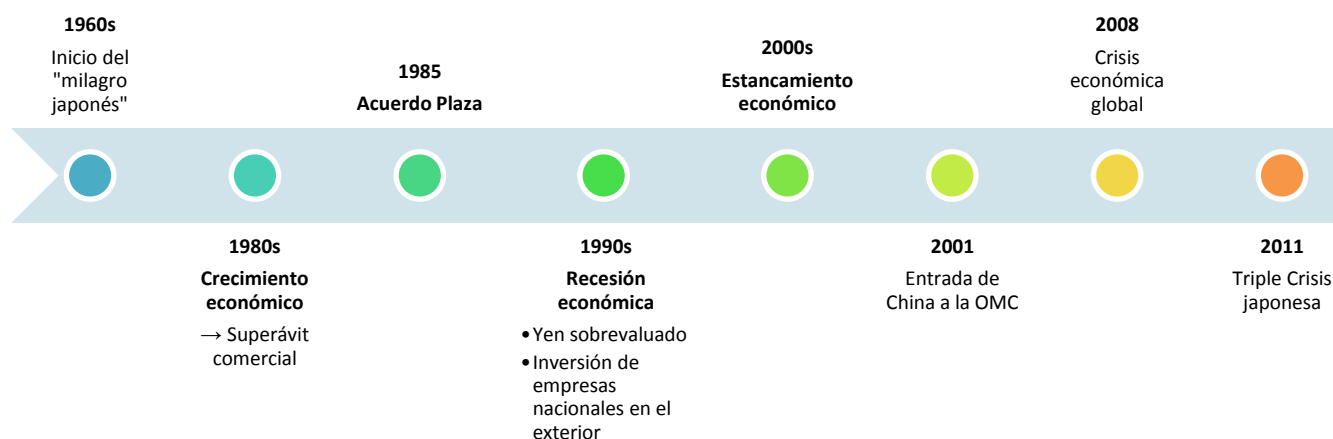 1960s
Inicio del
"milagro
japonés"
1980s
Crecimiento
económico
→ Superávit
comercial
1985
Acuerdo Plaza
1990s
Recesión
económica
•Yen sobrevaluado
•Inversión de
empresas
nacionales en el
exterior
2000s
Estancamiento
económico
2001
Entrada de
China a la OMC
2008
Crisis
económica
global
2011
Triple Crisis
japonesa